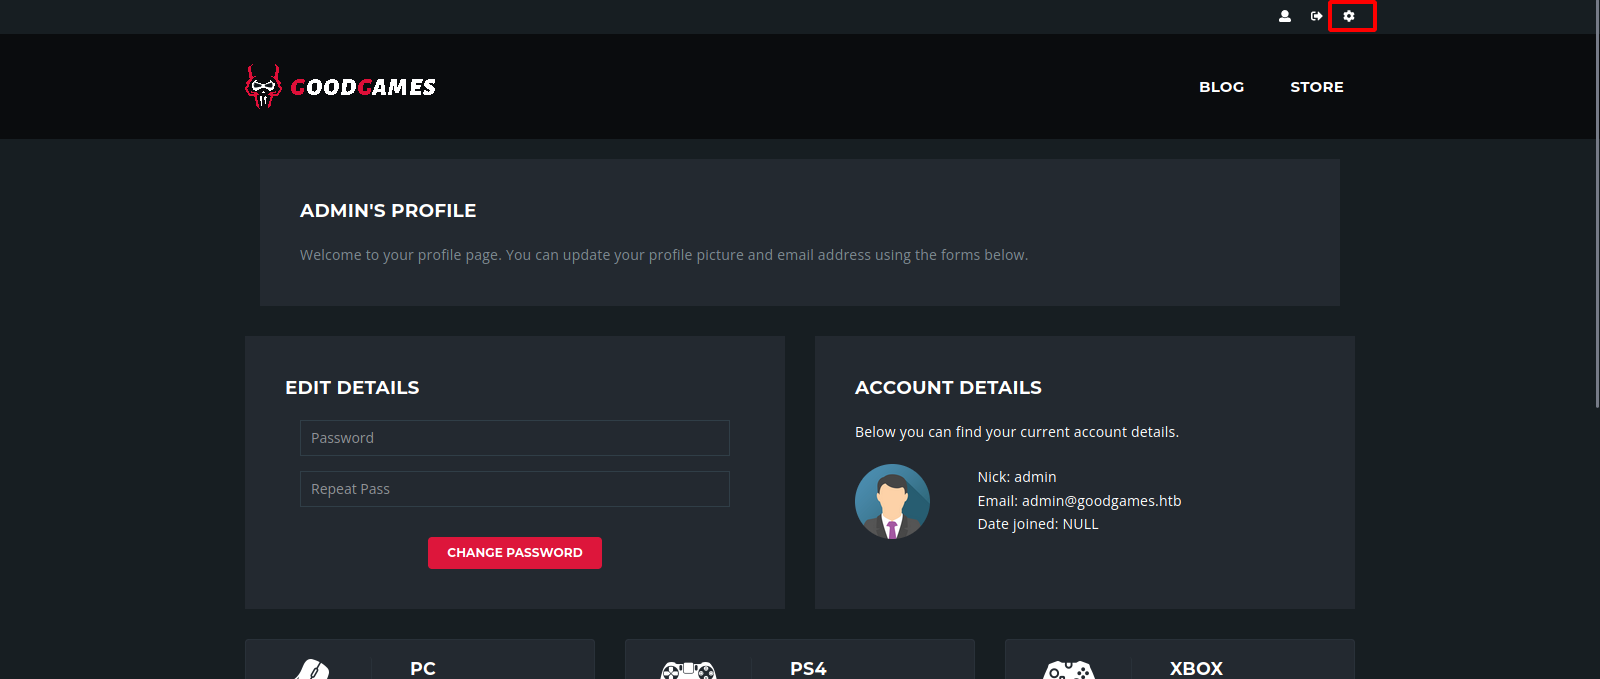 GOODGAMES
BLOG STORE
ADMIN'S PROFILE
Welcome to your profile page. You can update your profile picture and email address using the forms below.
EDIT DETAILS
Password
Repeat Pass
CHANGE PASSWORD
ACCOUNT DETAILS
Below you can find your current account details.
Nick: admin
Email: admin@goodgames.htb
Date joined: NULL
PC
PS4
XBOX